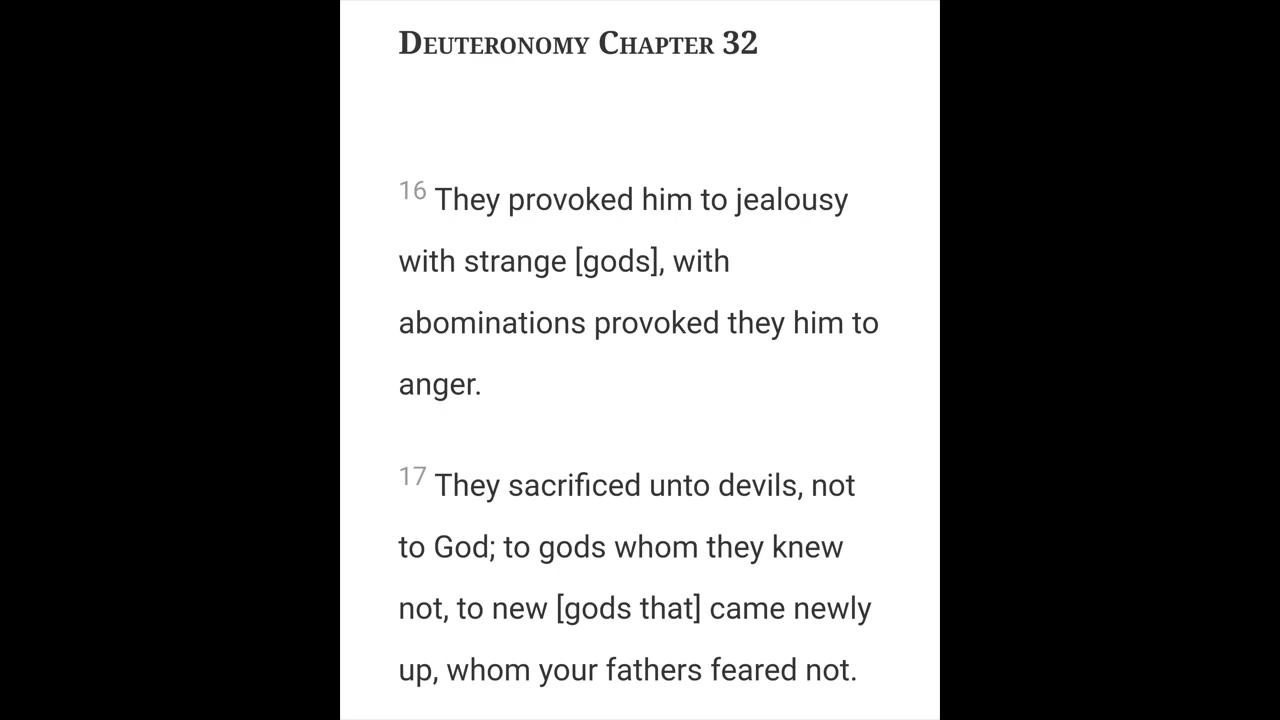 Deuteronomy Chapter 32
16 They provoked him to jealousy
with strange [gods], with
abominations provoked they him to
anger.
17 They sacrificed unto devils, not
to God; to gods whom they knew
not, to new [gods that] came newly
up, whom your fathers feared not.